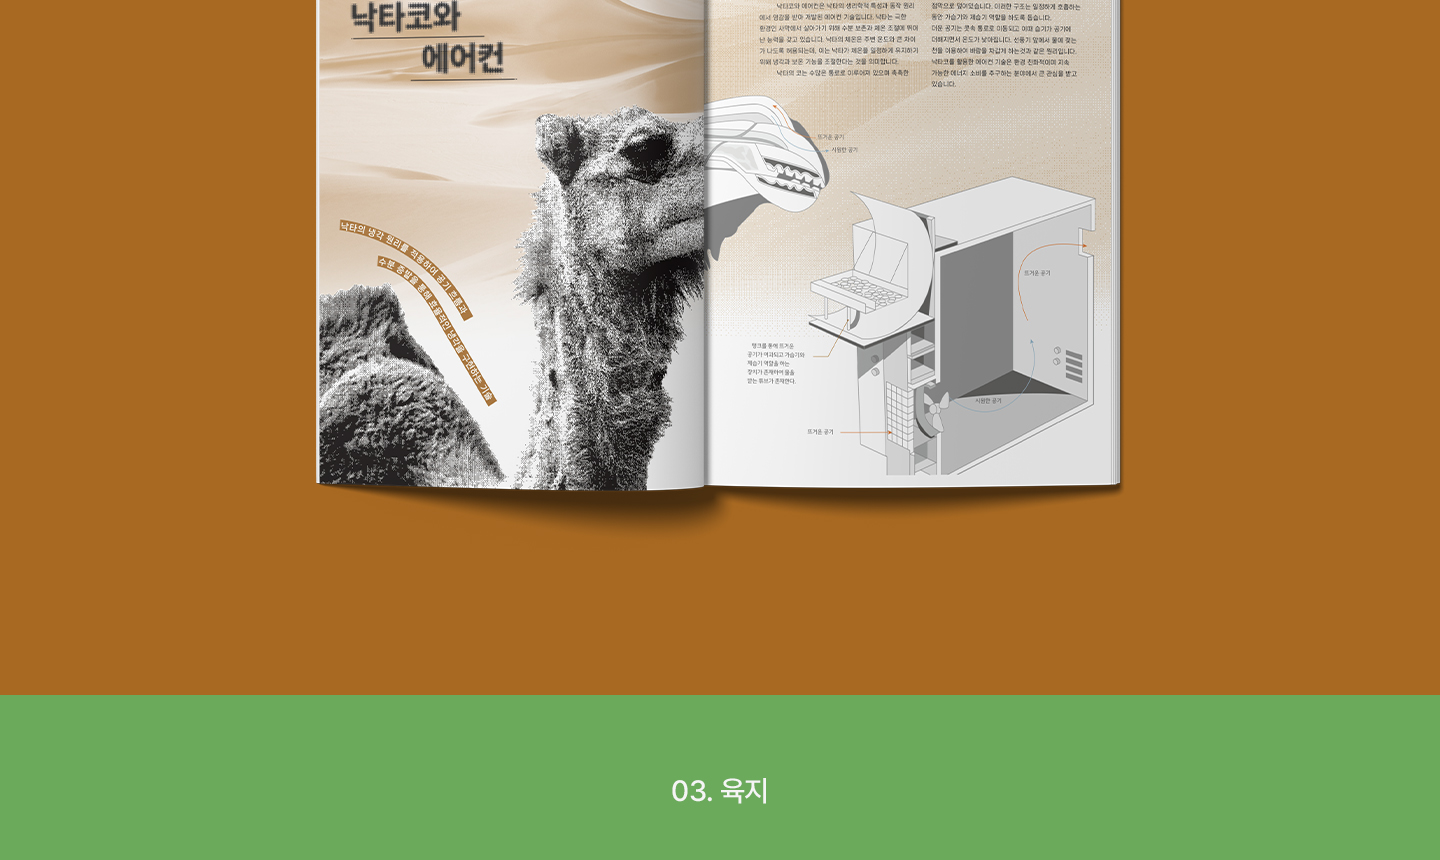 낙타코와
에어컨
낙타의 냉각 원리를 적용하여 공기 흐름과
수분 증발을 통해 효율적인 냉각을 구현하는 기술
낙타코와 에어컨은 낙타의 생리학적 특성과 동작 원리
에서 영감을 받아 개발된 에어컨 기술입니다. 낙타는 극한
환경인 사막에서 살아가기 위해 수분 보존과 체온 조절에 뛰어
난 능력을 갖고 있습니다. 낙타의 체온은 주변 온도와 큰 차이
가 나도록 허용되는데, 이는 낙타가 체온을 일정하게 유지하기
위해 냉각과 보온 기능을 조절한다는 것을 의미합니다.
낙타의 코는 수많은 통로로 이루어져 있으며 축축한
점막으로 덮여있습니다. 이러한 구조는 일정하게 호흡하는
동안 가습기와 제습기 역할을 하도록 돕습니다.
더운 공기는 콧속 통로로 이동되고 이때 습기가 공기에
더해지면서 온도가 낮아집니다. 선풍기 앞에서 물에 젖는
천을 이용하여 바람을 차갑게 하는것과 같은 원리입니다.
낙타코를 활용한 에어컨 기술은 환경 친화적이며 지속
가능한 에너지 소비를 추구하는 분야에서 큰 관심을 받고
있습니다.
뜨거운 공기
시원한 공기
뜨거운 공기
탱크를 통해 뜨거운
공기가 여과되고 가습기와
제습기 역할을 하는
장치가 존재하며 물을
받는 튜브가 존재한다.
시원한 공기
뜨거운 공기
03. 육지